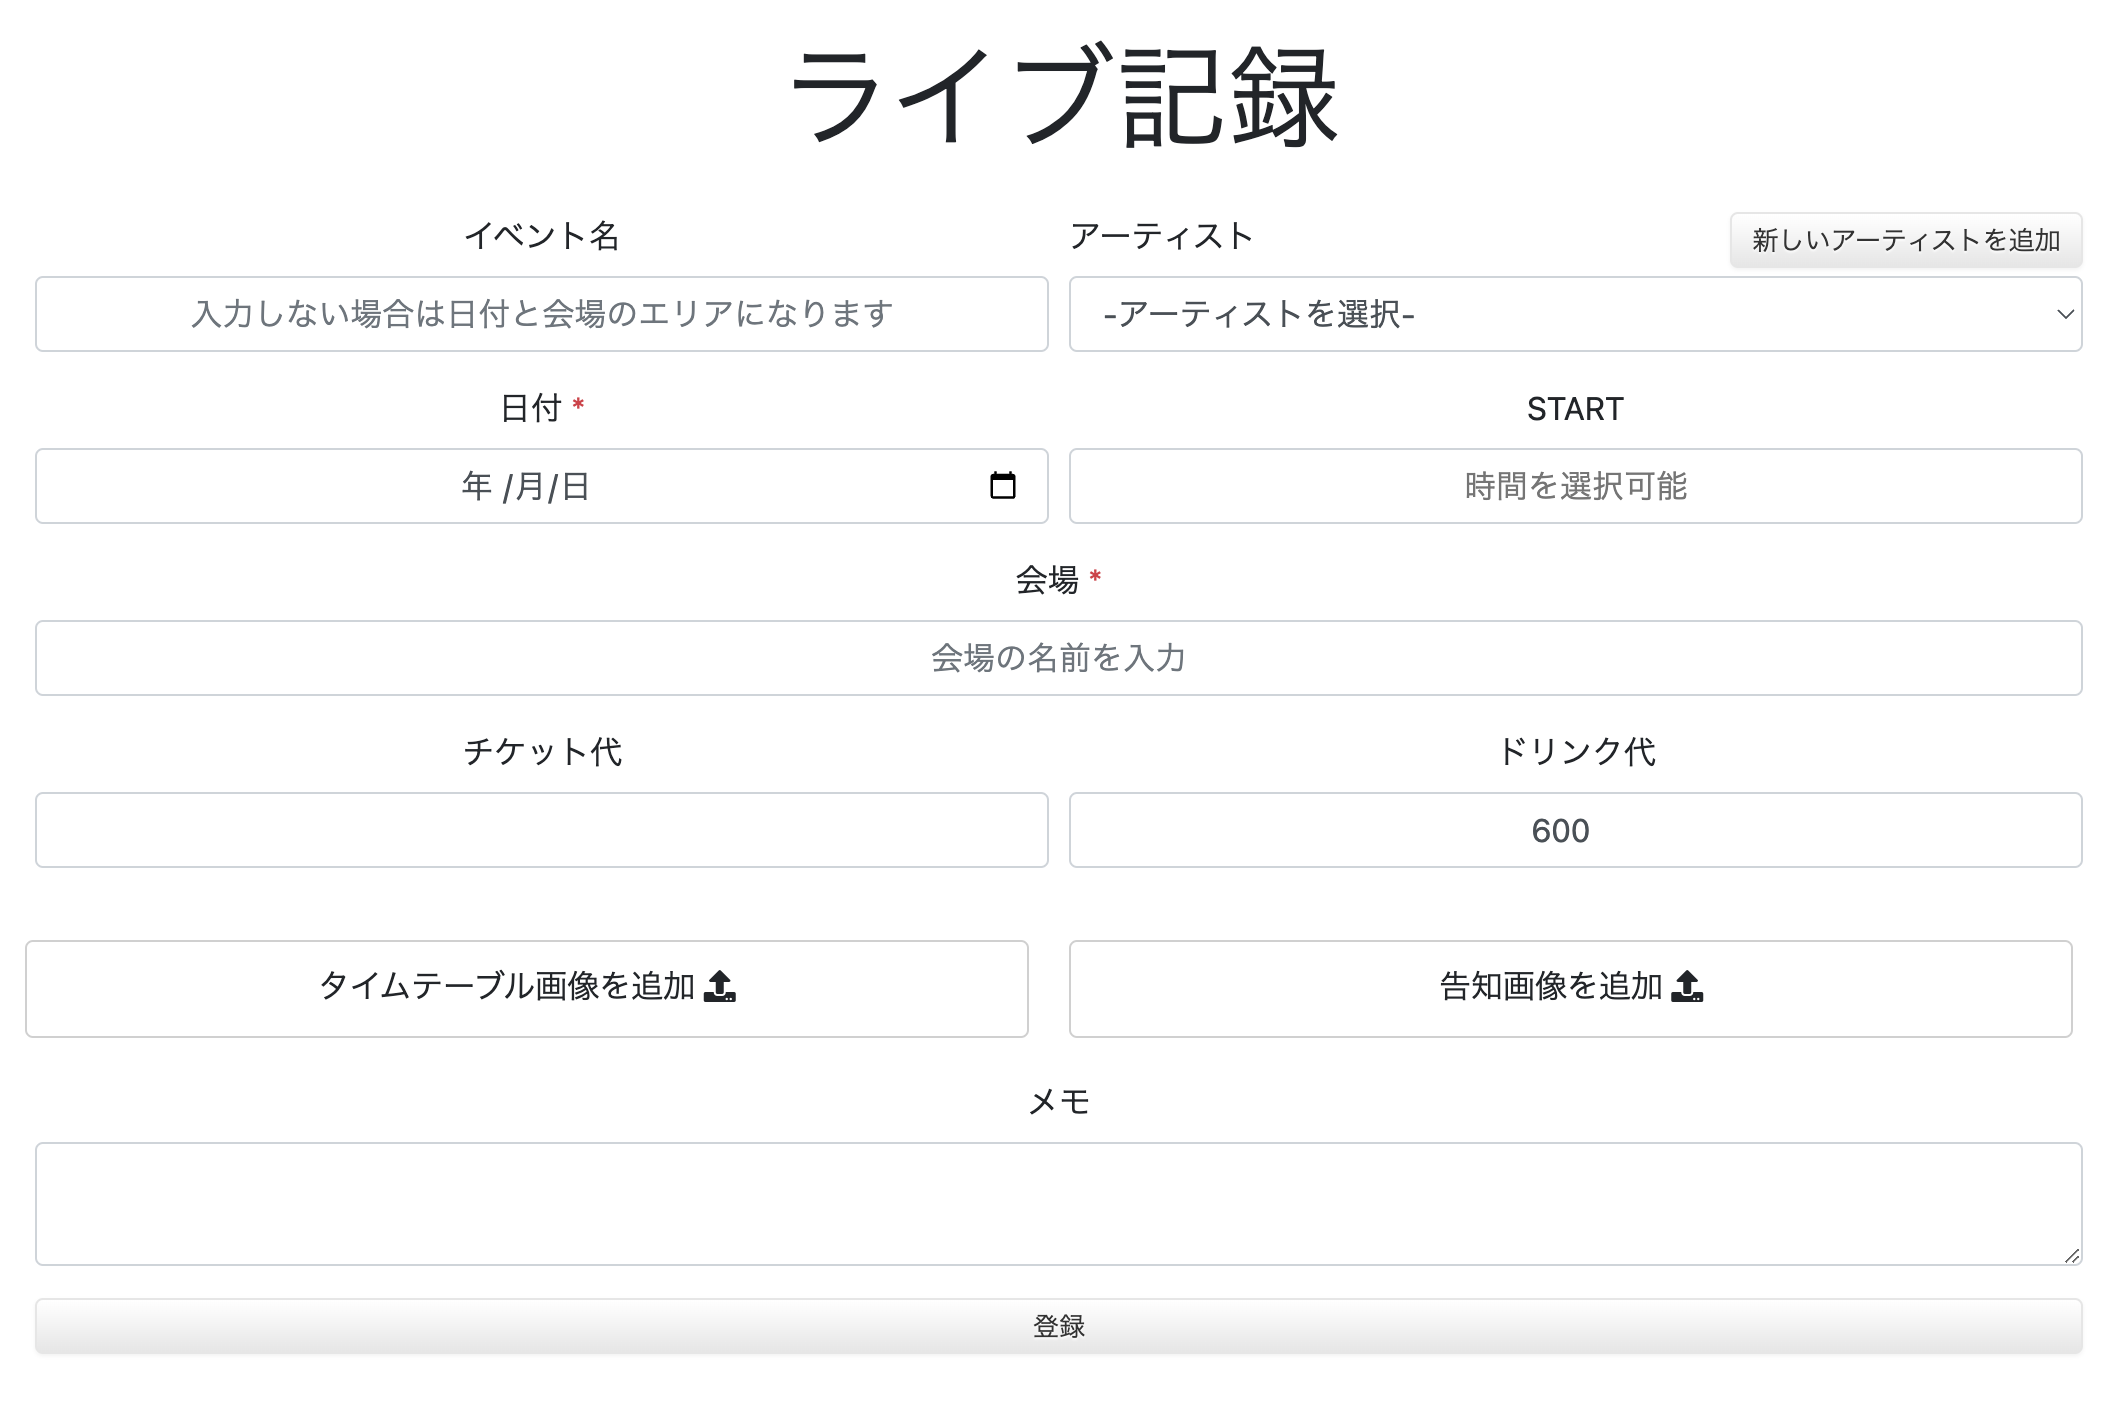 ライブ記録
イベント名
アーティスト
新しいアーティストを追加
入力しない場合は日付と会場のエリアになります
-アーティストを選択-
日付 *
START
年 /月/日
時間を選択可能
会場 *
会場の名前を入力
チケット代
ドリンク代
600
タイムテーブル画像を追加
告知画像を追加
メモ
登録